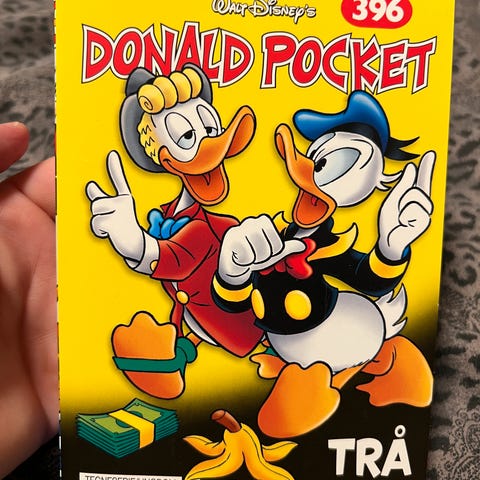 Walt Disney's
396
DONALD POCKET
TRÅ